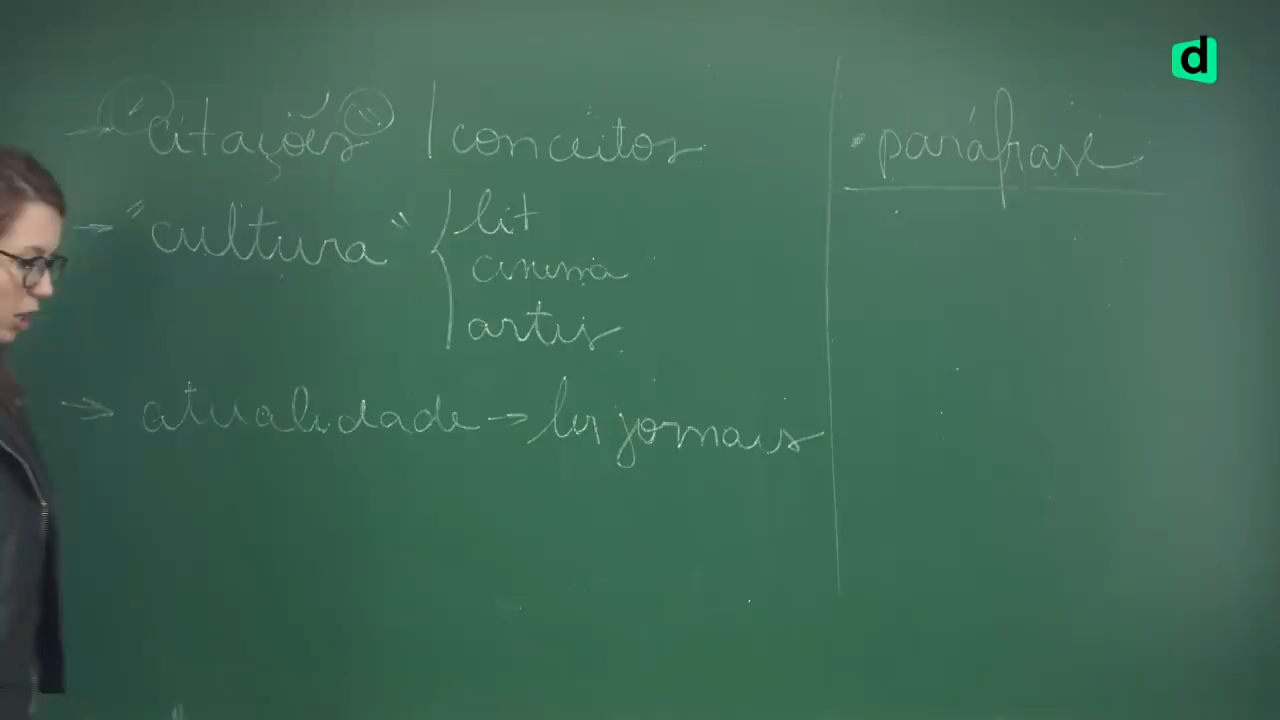 → "citações" | conceitos
→ "cultura" { lit
cinema
artes
→ atualidade → ler jornais
• paráfrase
d